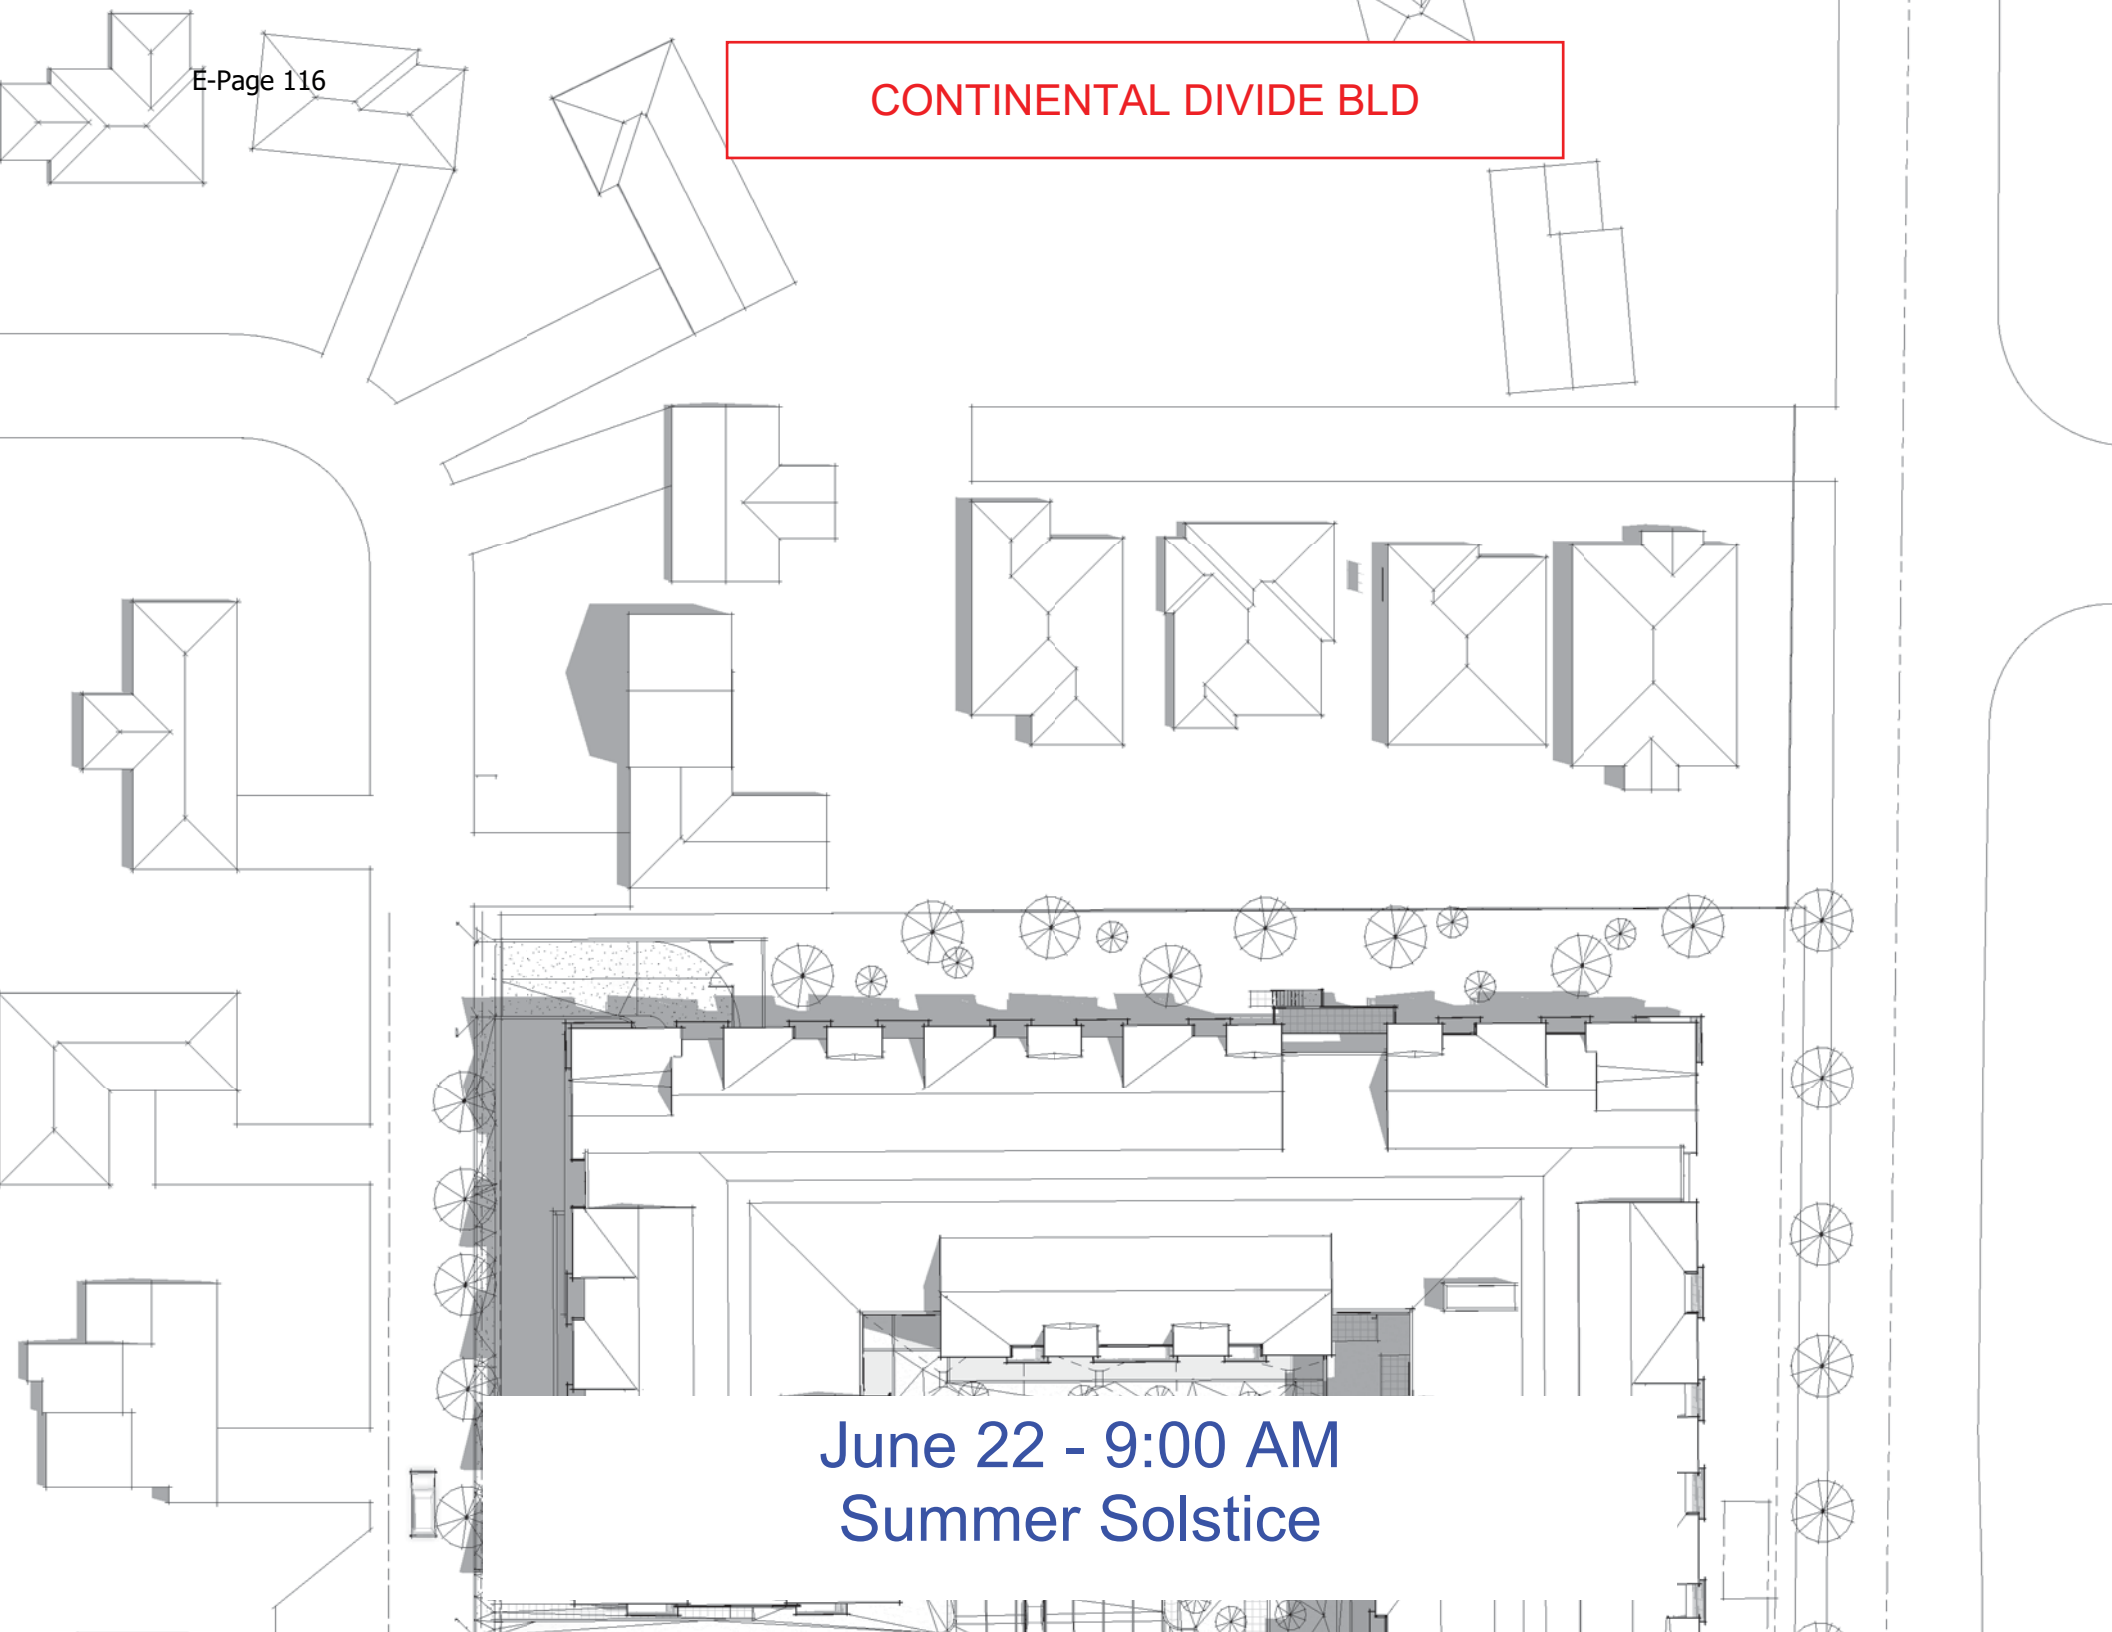 E-Page 116
CONTINENTAL DIVIDE BLD
June 22 - 9:00 AM
Summer Solstice